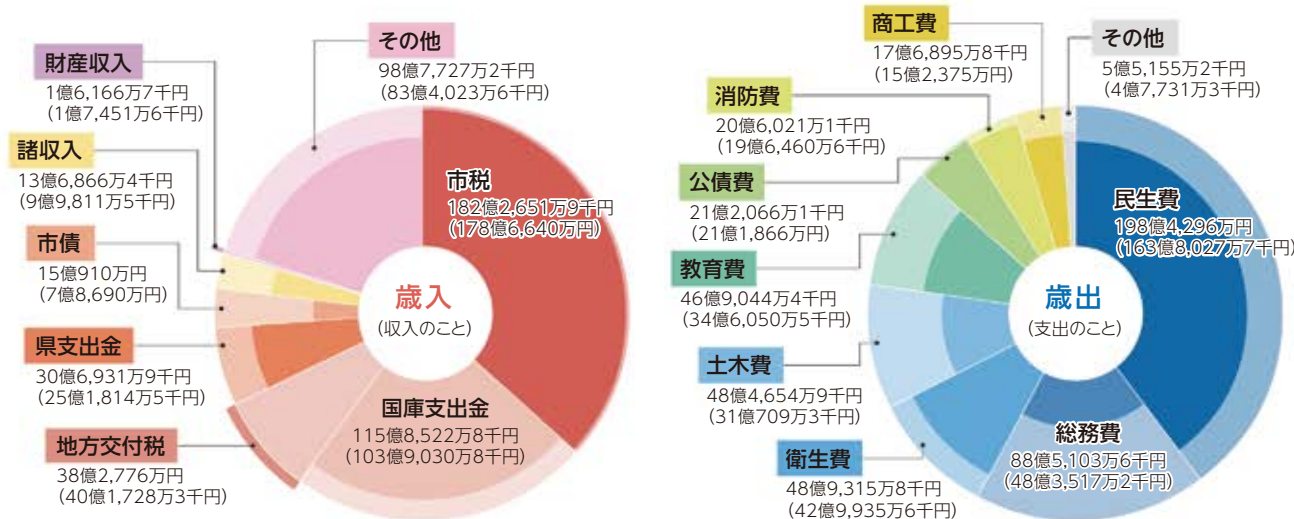 その他
98億7,727万2千円
(83億4,023万6千円)
財産収入
1億6,166万7千円
(1億7,451万6千円)
諸収入
13億6,866万4千円
(9億9,811万5千円)
市債
15億910万円
(7億8,690万円)
県支出金
30億6,931万9千円
(25億1,814万5千円)
地方交付税
38億2,776万円
(40億1,728万3千円)
市税
182億2,651万9千円
(178億6,640万円)
歳入
(収入のこと)
国庫支出金
115億8,522万8千円
(103億9,030万8千円)
商工費
17億6,895万8千円
(15億2,375万円)
その他
5億5,155万2千円
(4億7,731万3千円)
消防費
20億6,021万1千円
(19億6,460万6千円)
公債費
21億2,066万1千円
(21億1,866万円)
教育費
46億9,044万4千円
(34億6,050万5千円)
土木費
48億4,654万9千円
(31億709万3千円)
衛生費
48億9,315万8千円
(42億9,935万6千円)
民生費
198億4,296万円
(163億8,027万7千円)
歳出
(支出のこと)
総務費
88億5,103万6千円
(48億3,517万2千円)